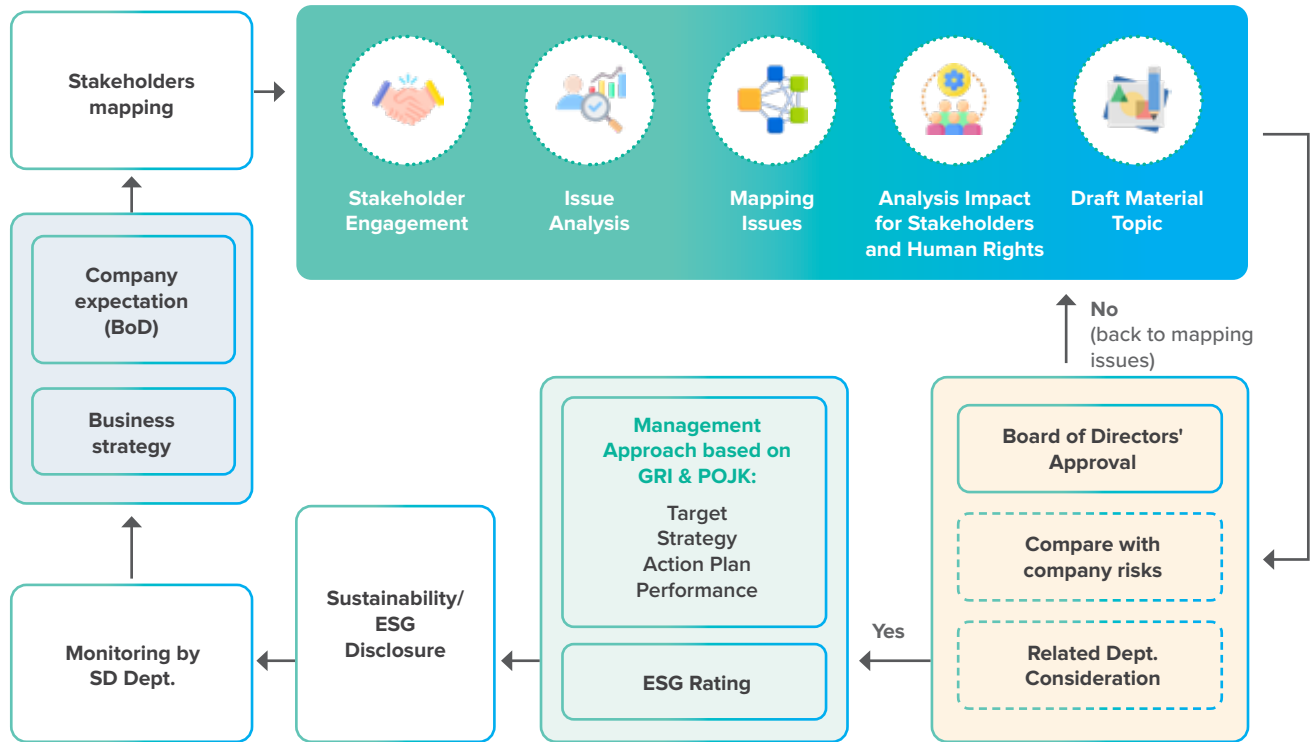 Stakeholders
mapping
Stakeholder
Engagement
Issue
Analysis
Mapping
Issues
Analysis Impact
for Stakeholders
and Human Rights
Draft Material
Topic
Company
expectation
(BoD)
Business
strategy
No
(back to mapping
issues)
Management
Approach based on
GRI & POJK:
Target
Strategy
Action Plan
Performance
ESG Rating
Board of Directors'
Approval
Compare with
company risks
Related Dept.
Consideration
Yes
Sustainability/
ESG
Disclosure
Monitoring by
SD Dept.